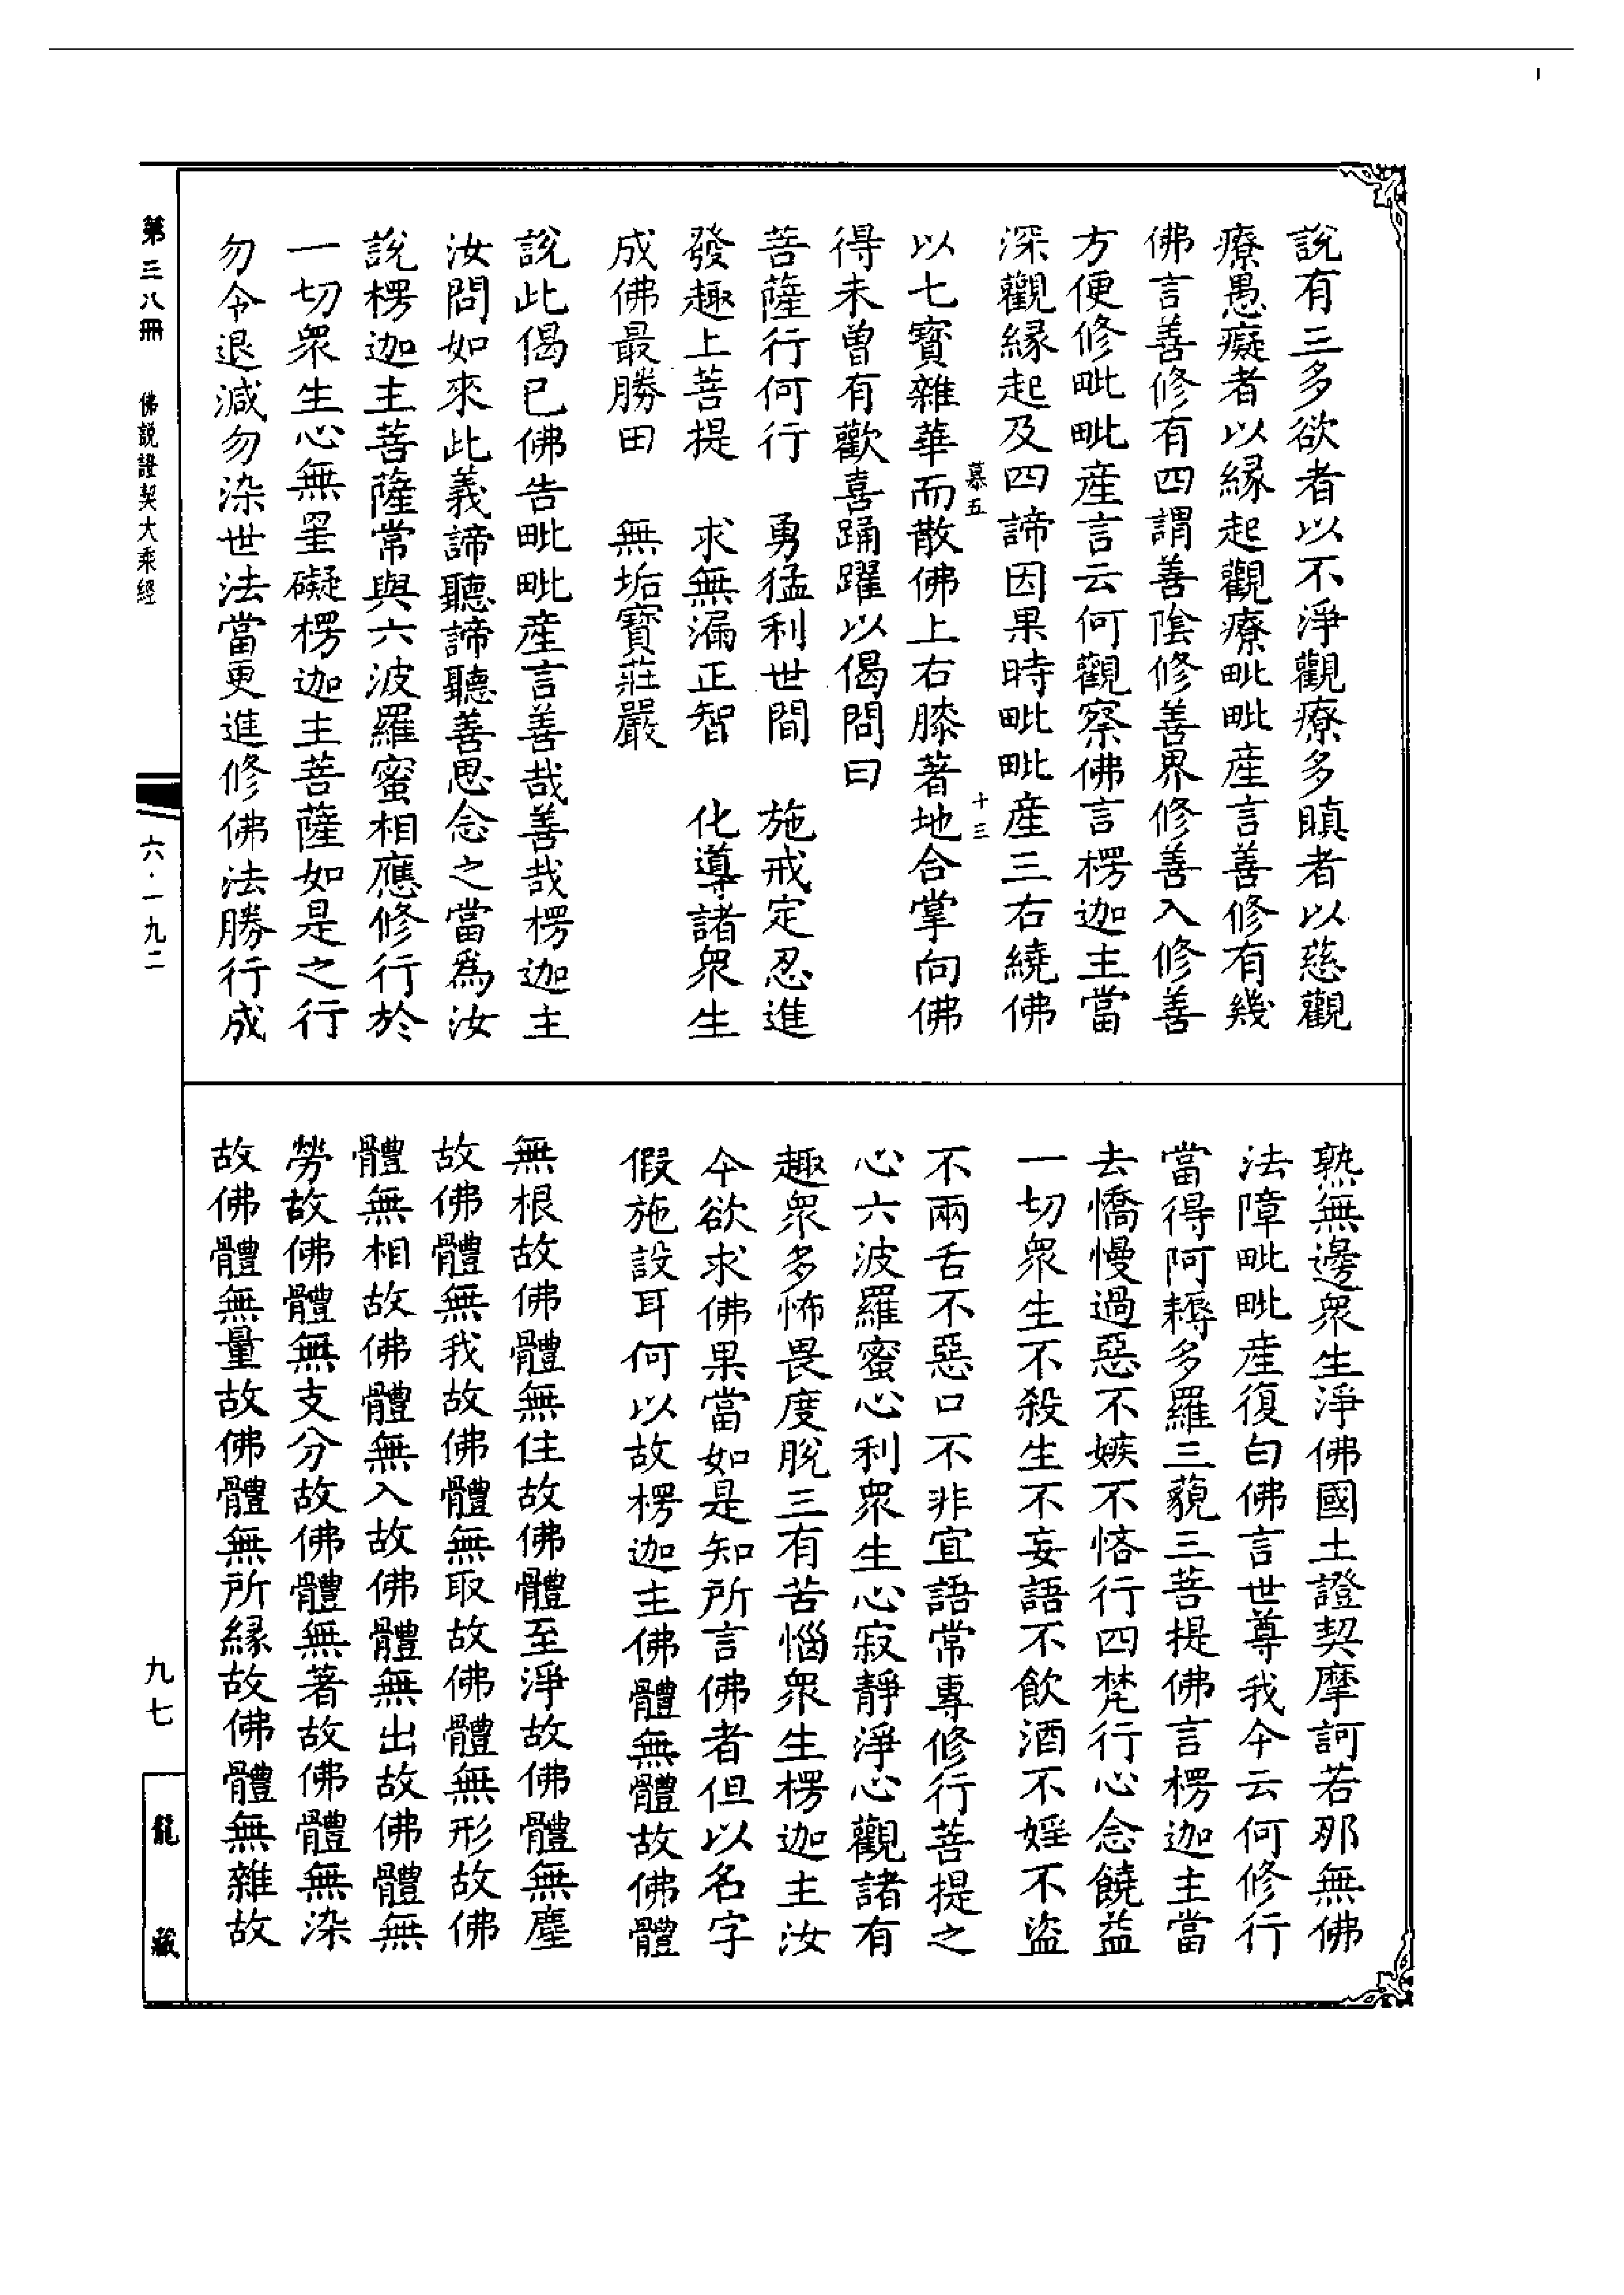 說有三多欲者以不淨觀療多瞋者以慈觀
療愚癡者以緣起觀療毗毗產言善修有幾
佛言善修有四謂善陰修善界修善入修善
方便修毗毗產言云何觀察佛言楞迦主當
深觀緣起及四諦因果時毗毗產三右繞佛
慕五
十三
以七寶雜華而散佛上右膝著地合掌向佛
得未曾有歡喜踊躍以偈問曰
菩薩行何行 勇猛利世間 施戒定忍進
發趣上菩提 求無漏正智 化導諸眾生
成佛最勝田 無垢寶莊嚴
說此偈已佛告毗毗產言善哉善哉楞迦主
汝問如來此義諦聽諦聽善思念之當為汝
說楞迦主菩薩常與六波羅蜜相應修行於
一切眾生心無罣礙楞迦主菩薩如是之行
勿令退減勿染世法當更進修佛法勝行成
熟無邊眾生淨佛國土證契摩訶若那無佛
法障毗毗產復白佛言世尊我今云何修行
當得阿耨多羅三藐三菩提佛言楞迦主當
去憍慢過惡不嫉不悋行四梵行心念饒益
一切眾生不殺生不妄語不飲酒不婬不盜
不兩舌不惡口不非宜語常專修行菩提之
心六波羅蜜心利眾生心寂靜淨心觀諸有
趣眾多怖畏度脫三有苦惱眾生楞迦主汝
今欲求佛果當如是知所言佛者但以名字
假施設耳何以故楞迦主佛體無體故佛體
無根故佛體無住故佛體至淨故佛體無塵
故佛體無我故佛體無取故佛體無形故佛
體無相故佛體無入故佛體無出故佛體無
勞故佛體無支分故佛體無著故佛體無染
故佛體無量故佛體無所緣故佛體無雜故
第三八冊 佛說證契大乘經
六·一九二
九七
龍藏